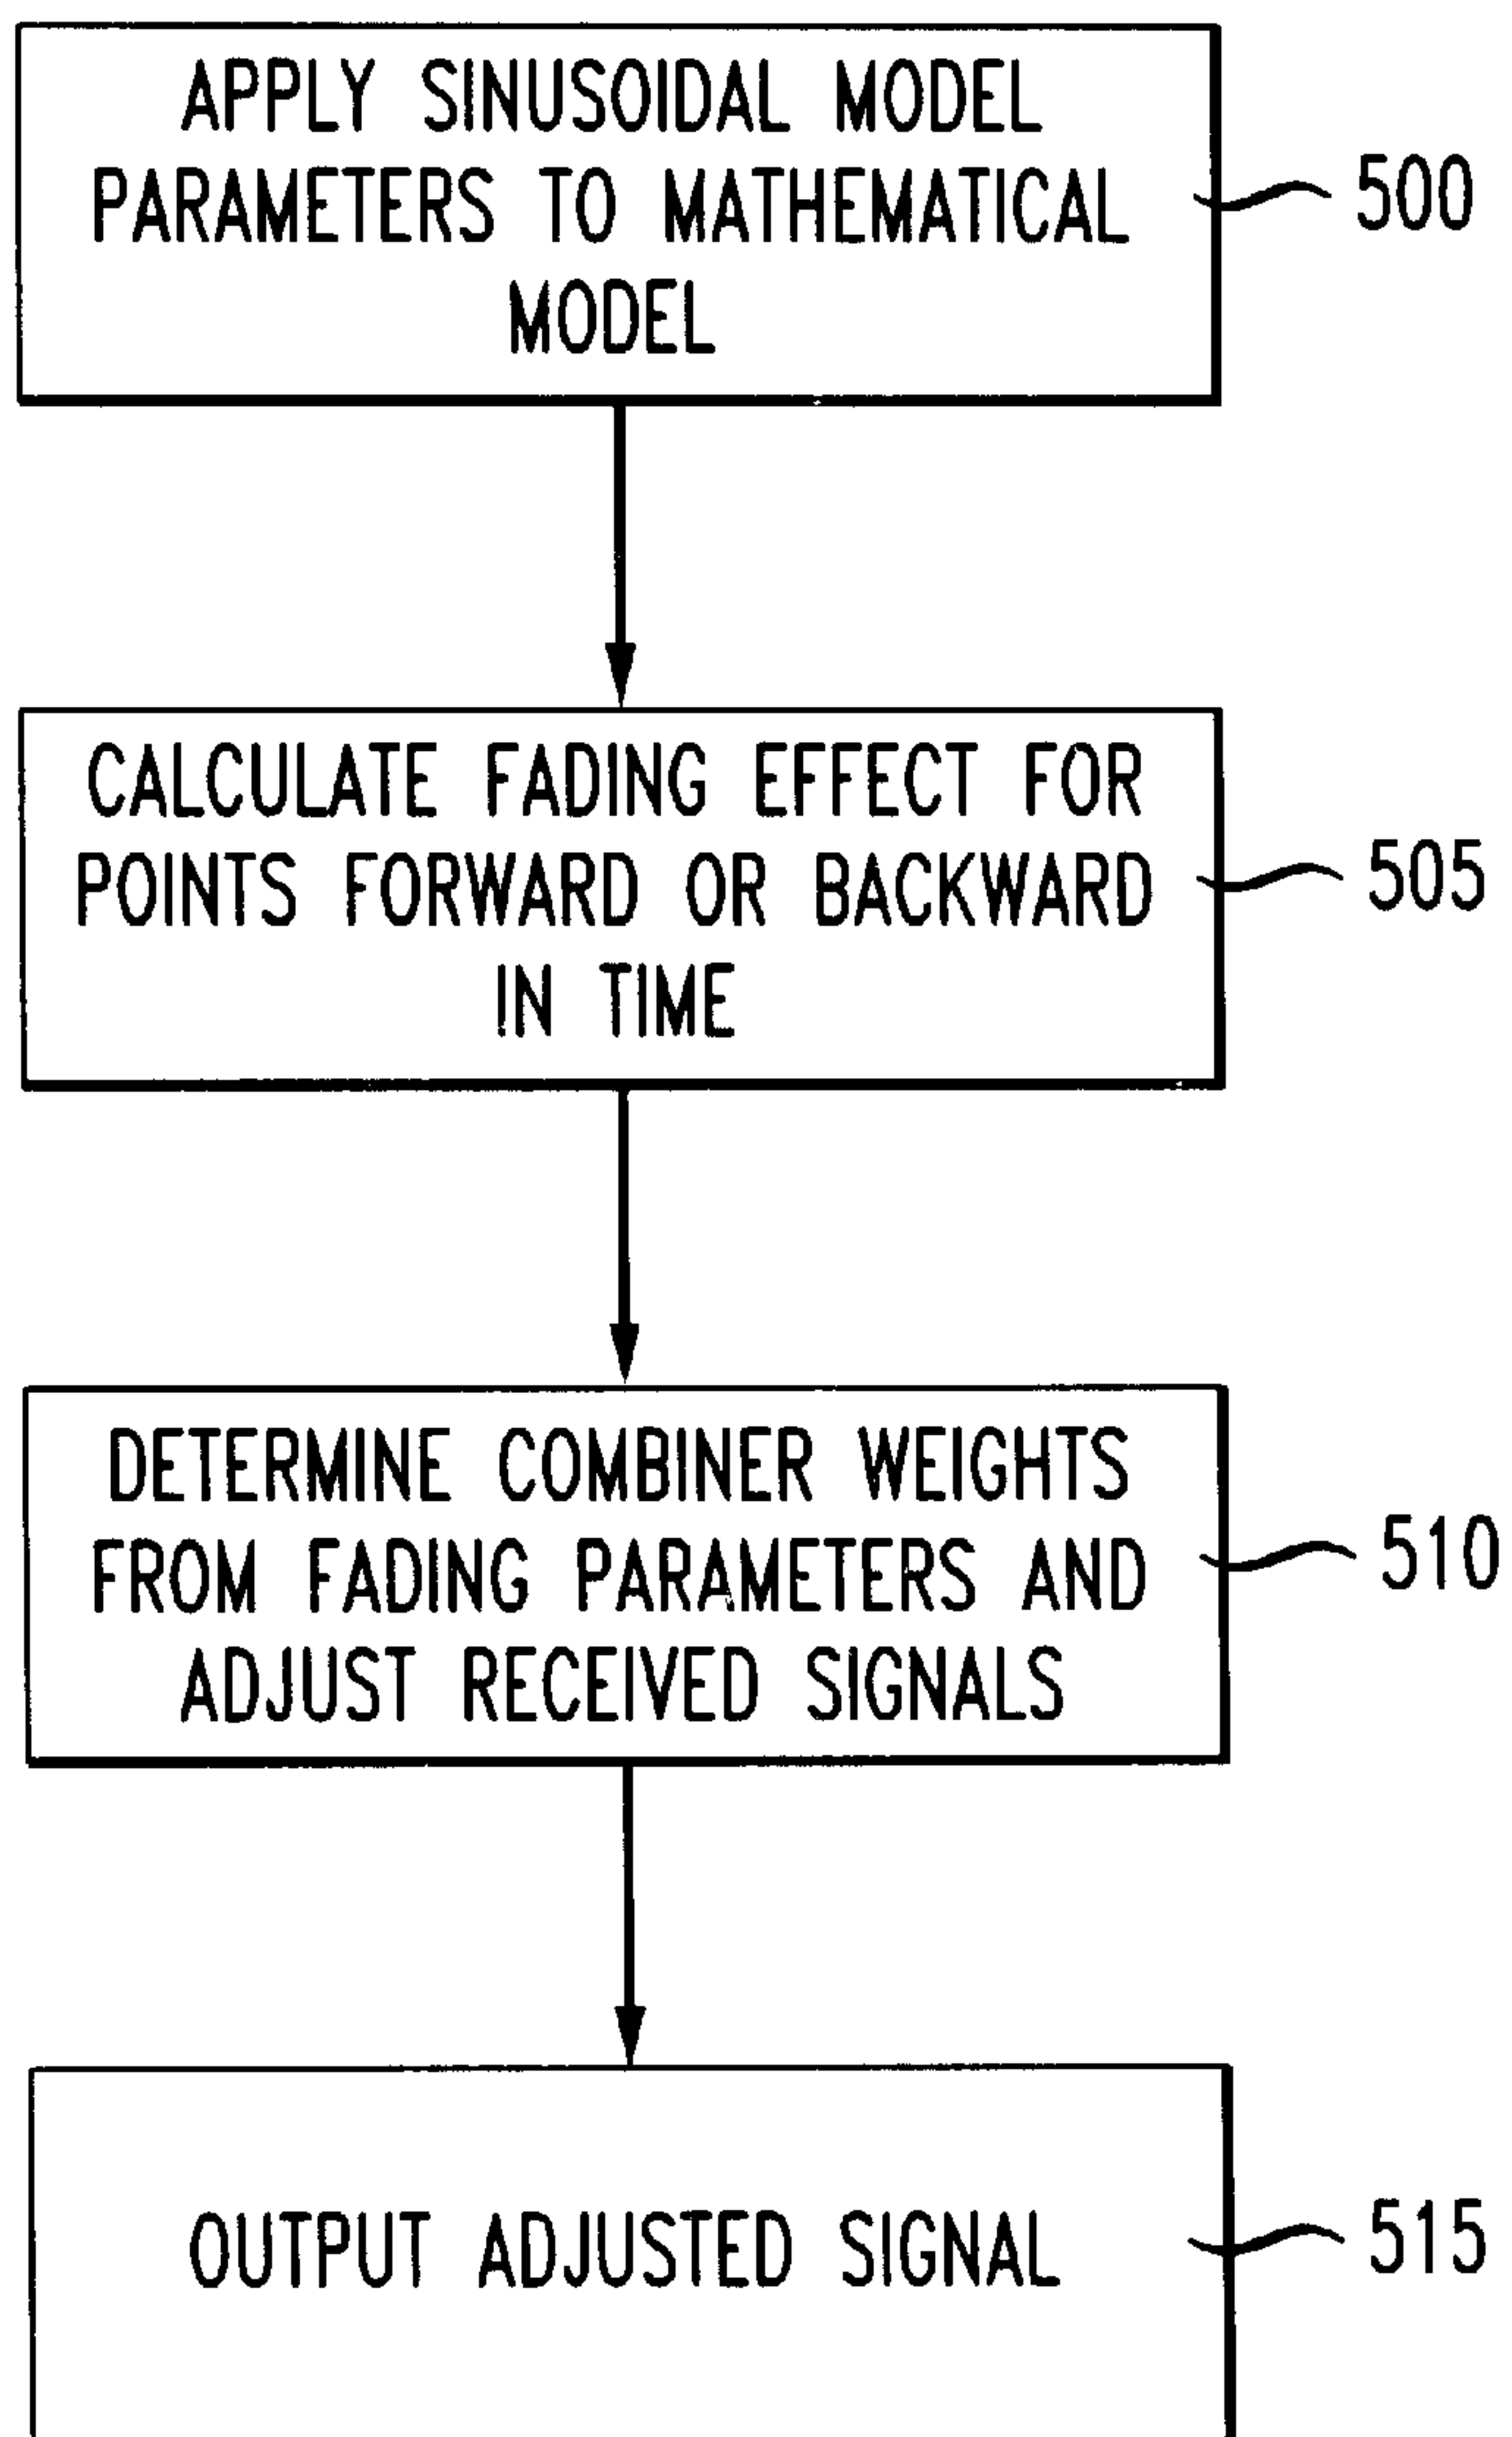 APPLY SINUSOIDAL MODEL
PARAMETERS TO MATHEMATICAL
MODEL
500
CALCULATE FADING EFFECT FOR
POINTS FORWARD OR BACKWARD
IN TIME
505
DETERMINE COMBINER WEIGHTS
FROM FADING PARAMETERS AND
ADJUST RECEIVED SIGNALS
510
OUTPUT ADJUSTED SIGNAL
515